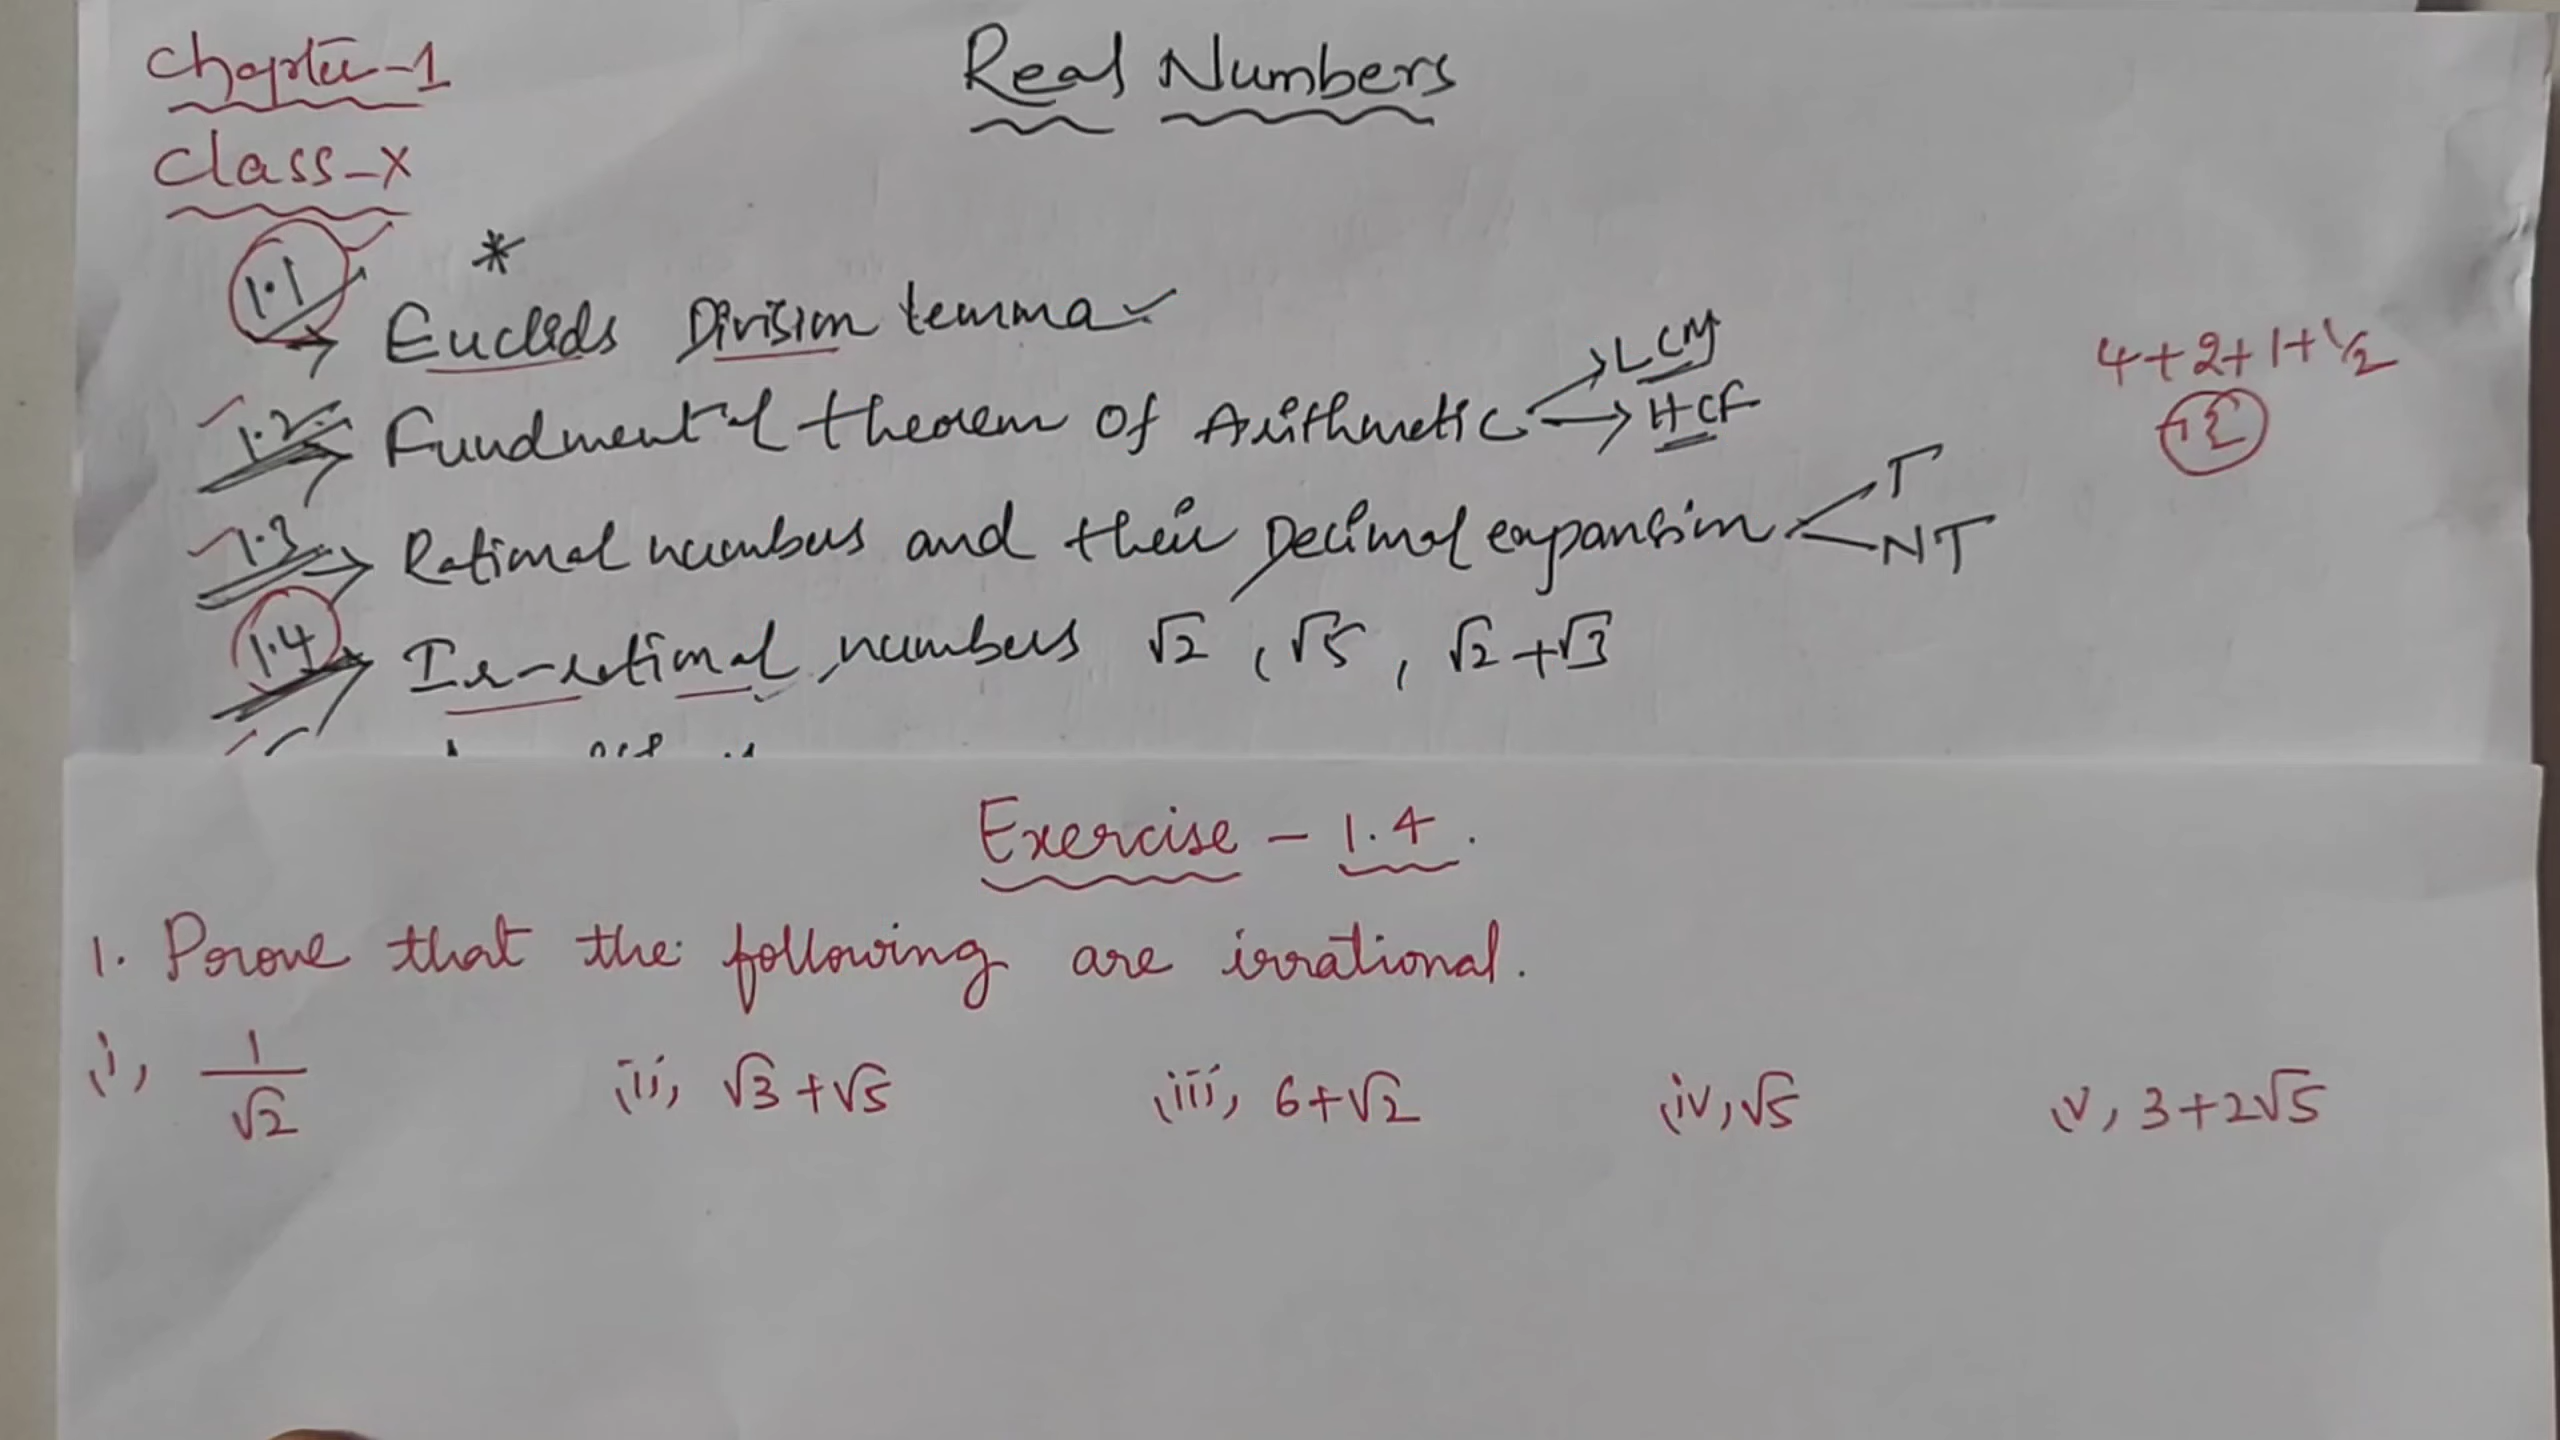 Chapter-1
Real Numbers
Class-X
*
1.1 → Euclids Division lemma ✓
LCM
4+2+1+1/2
1.2 → Fundmental theorem of Arithmetic → HCF
T
1.3 → Rational numbers and their Decimal expansion < NT
1.4 → Ir-rational numbers √2, √5, √2+√3
Exercise - 1.4.
1. Prove that the following are irrational.
(i) 1/√2 (ii) √3+√5 (iii) 6+√2 (iv) √5 (v) 3+2√5